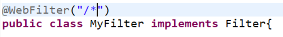 @WebFilter("/*")
public class MyFilter implements Filter{